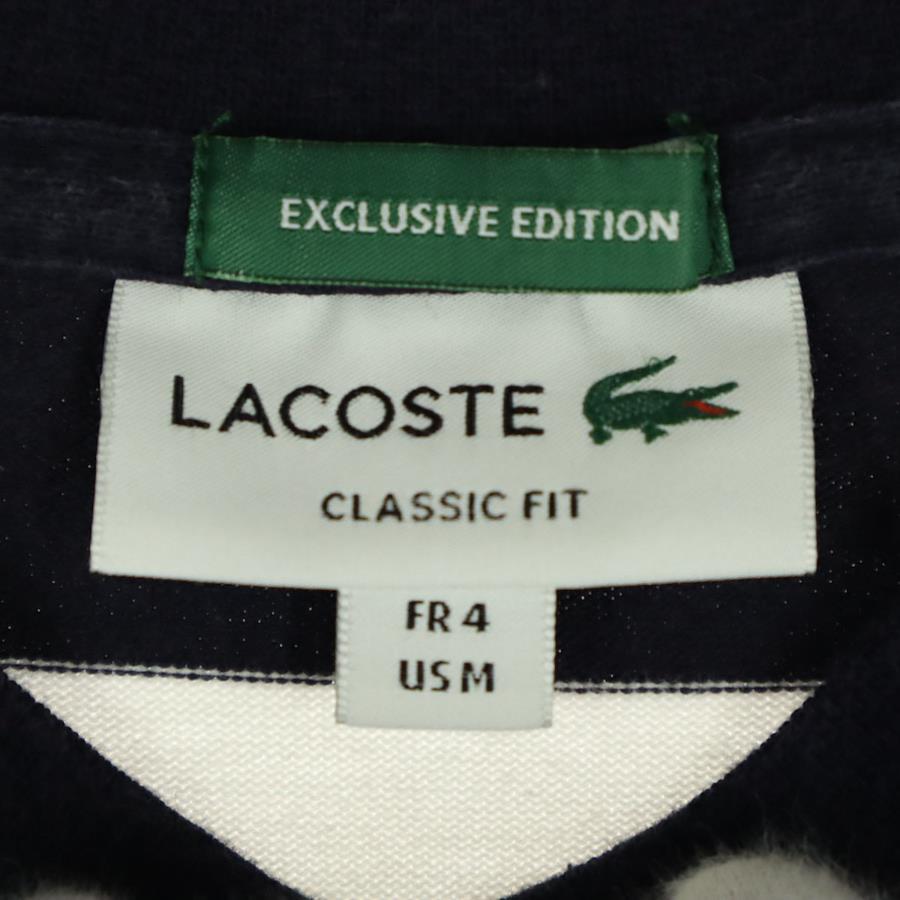 EXCLUSIVE EDITION
LACOSTE
CLASSIC FIT
FR 4
US M